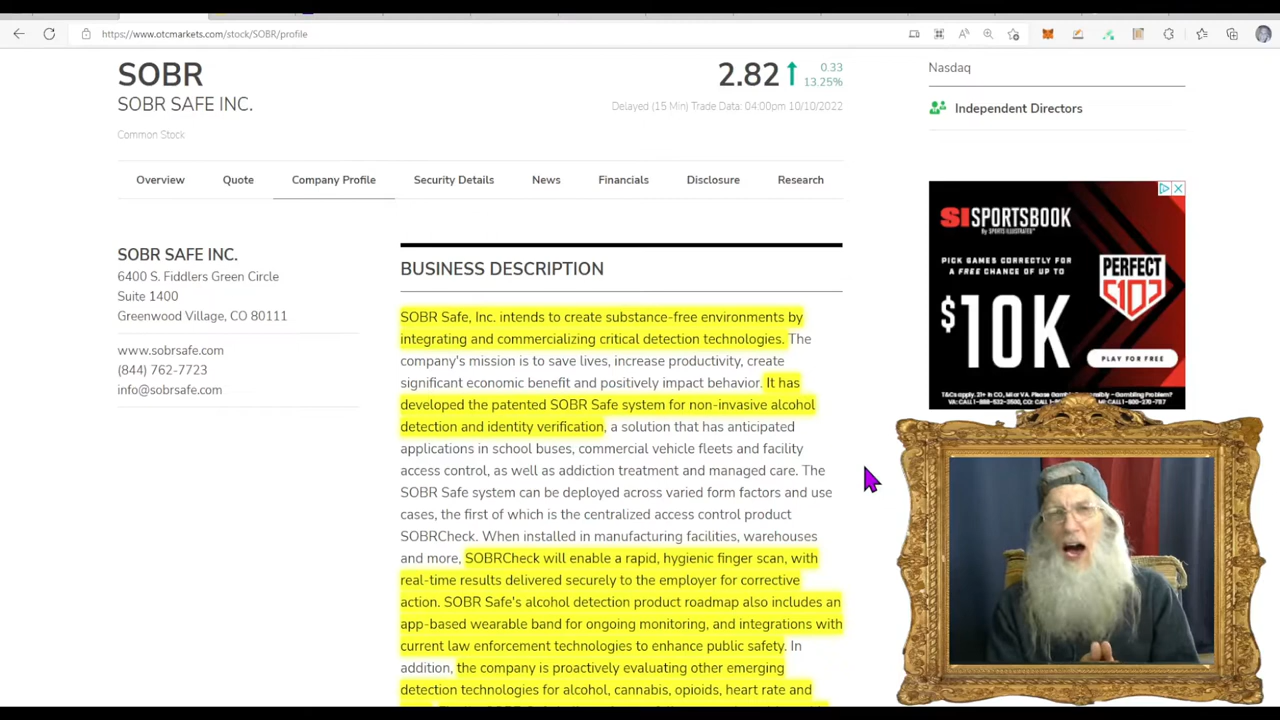 https://www.otcmarkets.com/stock/SOBR/profile
SOBR
SOBR SAFE INC.
Common Stock
2.82
0.33
13.25%
Delayed (15 Min) Trade Data: 04:00pm 10/10/2022
Overview
Quote
Company Profile
Security Details
News
Financials
Disclosure
Research
SOBR SAFE INC.
6400 S. Fiddlers Green Circle
Suite 1400
Greenwood Village, CO 80111
www.sobrsafe.com
(844) 762-7723
info@sobrsafe.com
BUSINESS DESCRIPTION
SOBR Safe, Inc. intends to create substance-free environments by
integrating and commercializing critical detection technologies. The
company's mission is to save lives, increase productivity, create
significant economic benefit and positively impact behavior. It has
developed the patented SOBR Safe system for non-invasive alcohol
detection and identity verification, a solution that has anticipated
applications in school buses, commercial vehicle fleets and facility
access control, as well as addiction treatment and managed care. The
SOBR Safe system can be deployed across varied form factors and use
cases, the first of which is the centralized access control product
SOBRCheck. When installed in manufacturing facilities, warehouses
and more, SOBRCheck will enable a rapid, hygienic finger scan, with
real-time results delivered securely to the employer for corrective
action. SOBR Safe's alcohol detection product roadmap also includes an
app-based wearable band for ongoing monitoring, and integrations with
current law enforcement technologies to enhance public safety. In
addition, the company is proactively evaluating other emerging
detection technologies for alcohol, cannabis, opioids, heart rate and
Nasdaq
Independent Directors
SI SPORTSBOOK
By SPORTS ILLUSTRATED
PICK GAMES CORRECTLY FOR
A FREE CHANCE OF UP TO
$10K
PERFECT
10
PLAY FOR FREE